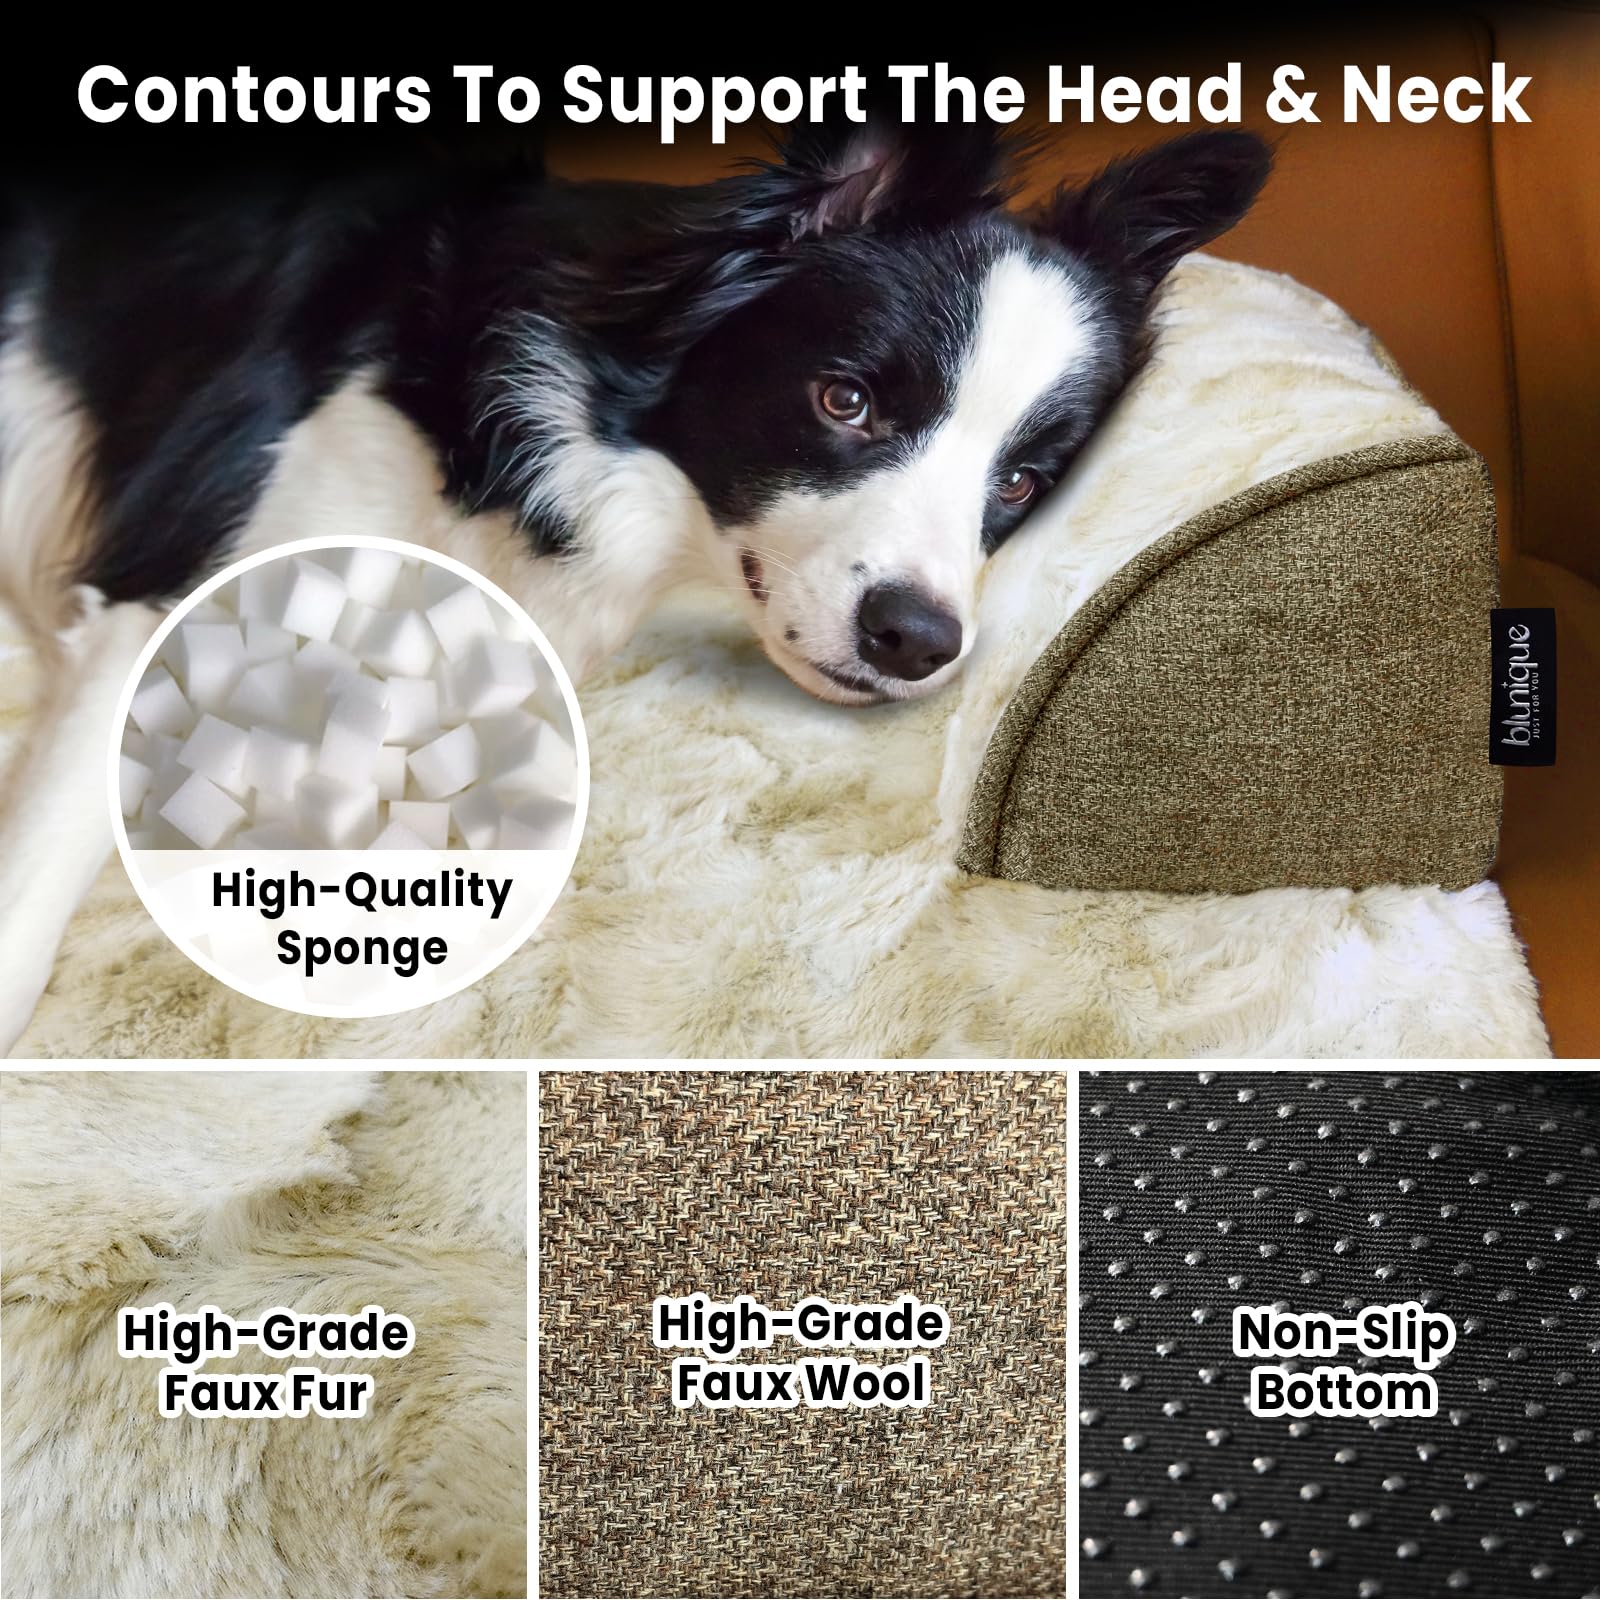 Contours To Support The Head & Neck
blunique
JUST FOR YOU
High-Quality
Sponge
High-Grade
Faux Fur
High-Grade
Faux Wool
Non-Slip
Bottom